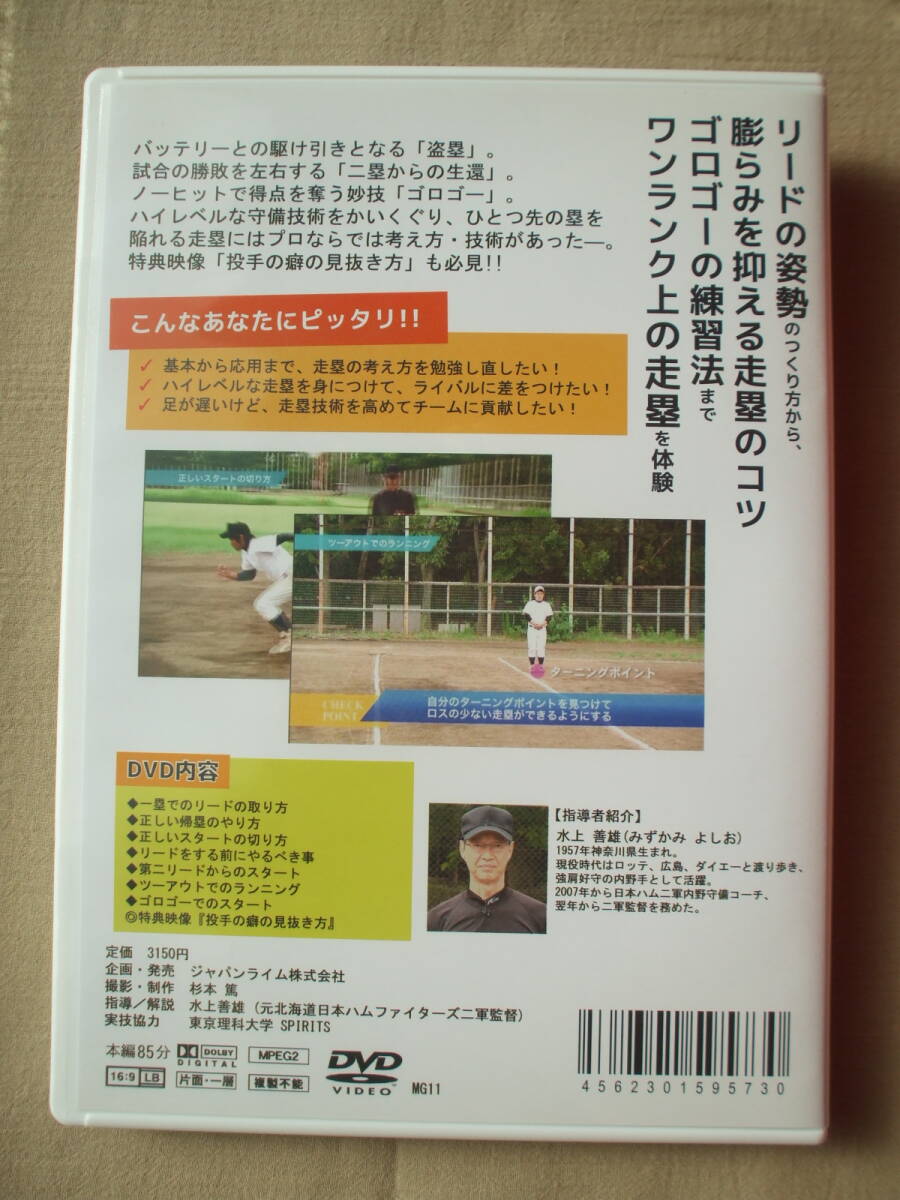 リードの姿勢のつくり方から、
膨らみを抑える走塁のコツ
ゴロゴーの練習法まで
ワンランク上の走塁を体験
バッテリーとの駆け引きとなる「盗塁」。
試合の勝敗を左右する「二塁からの生還」。
ノーヒットで得点を奪う妙技「ゴロゴー」。
ハイレベルな守備技術をかいくぐり、ひとつ先の塁を
陥れる走塁にはプロならでは考え方・技術があった―。
特典映像「投手の癖の見抜き方」も必見!!
こんなあなたにピッタリ!!
✓ 基本から応用まで、走塁の考え方を勉強し直したい！
✓ ハイレベルな走塁を身につけて、ライバルに差をつけたい！
✓ 足が遅いけど、走塁技術を高めてチームに貢献したい！
正しいスタートの切り方
ツーアウトでのランニング
ターニングポイント
CHECK
POINT
自分のターニングポイントを見つけて
ロスの少ない走塁ができるようにする
DVD内容
◆一塁でのリードの取り方
◆正しい帰塁のやり方
◆正しいスタートの切り方
◆リードをする前にやるべき事
◆第二リードからのスタート
◆ツーアウトでのランニング
◆ゴロゴーでのスタート
◎特典映像『投手の癖の見抜き方』
【指導者紹介】
水上 善雄(みずかみ よしお)
1957年神奈川県生まれ。
現役時代はロッテ、広島、ダイエーと渡り歩き、
強肩好守の内野手として活躍。
2007年から日本ハム二軍内野守備コーチ、
翌年から二軍監督を務めた。
定価 3150円
企画・発売 ジャパンライム株式会社
撮影・制作 杉本 篤
指導／解説 水上善雄（元北海道日本ハムファイターズ二軍監督）
実技協力 東京理科大学 SPIRITS
本編85分 DOLBY DIGITAL MPEG2 DVD VIDEO MG11
16:9 LB 片面・一層 複製不能
4562301595730